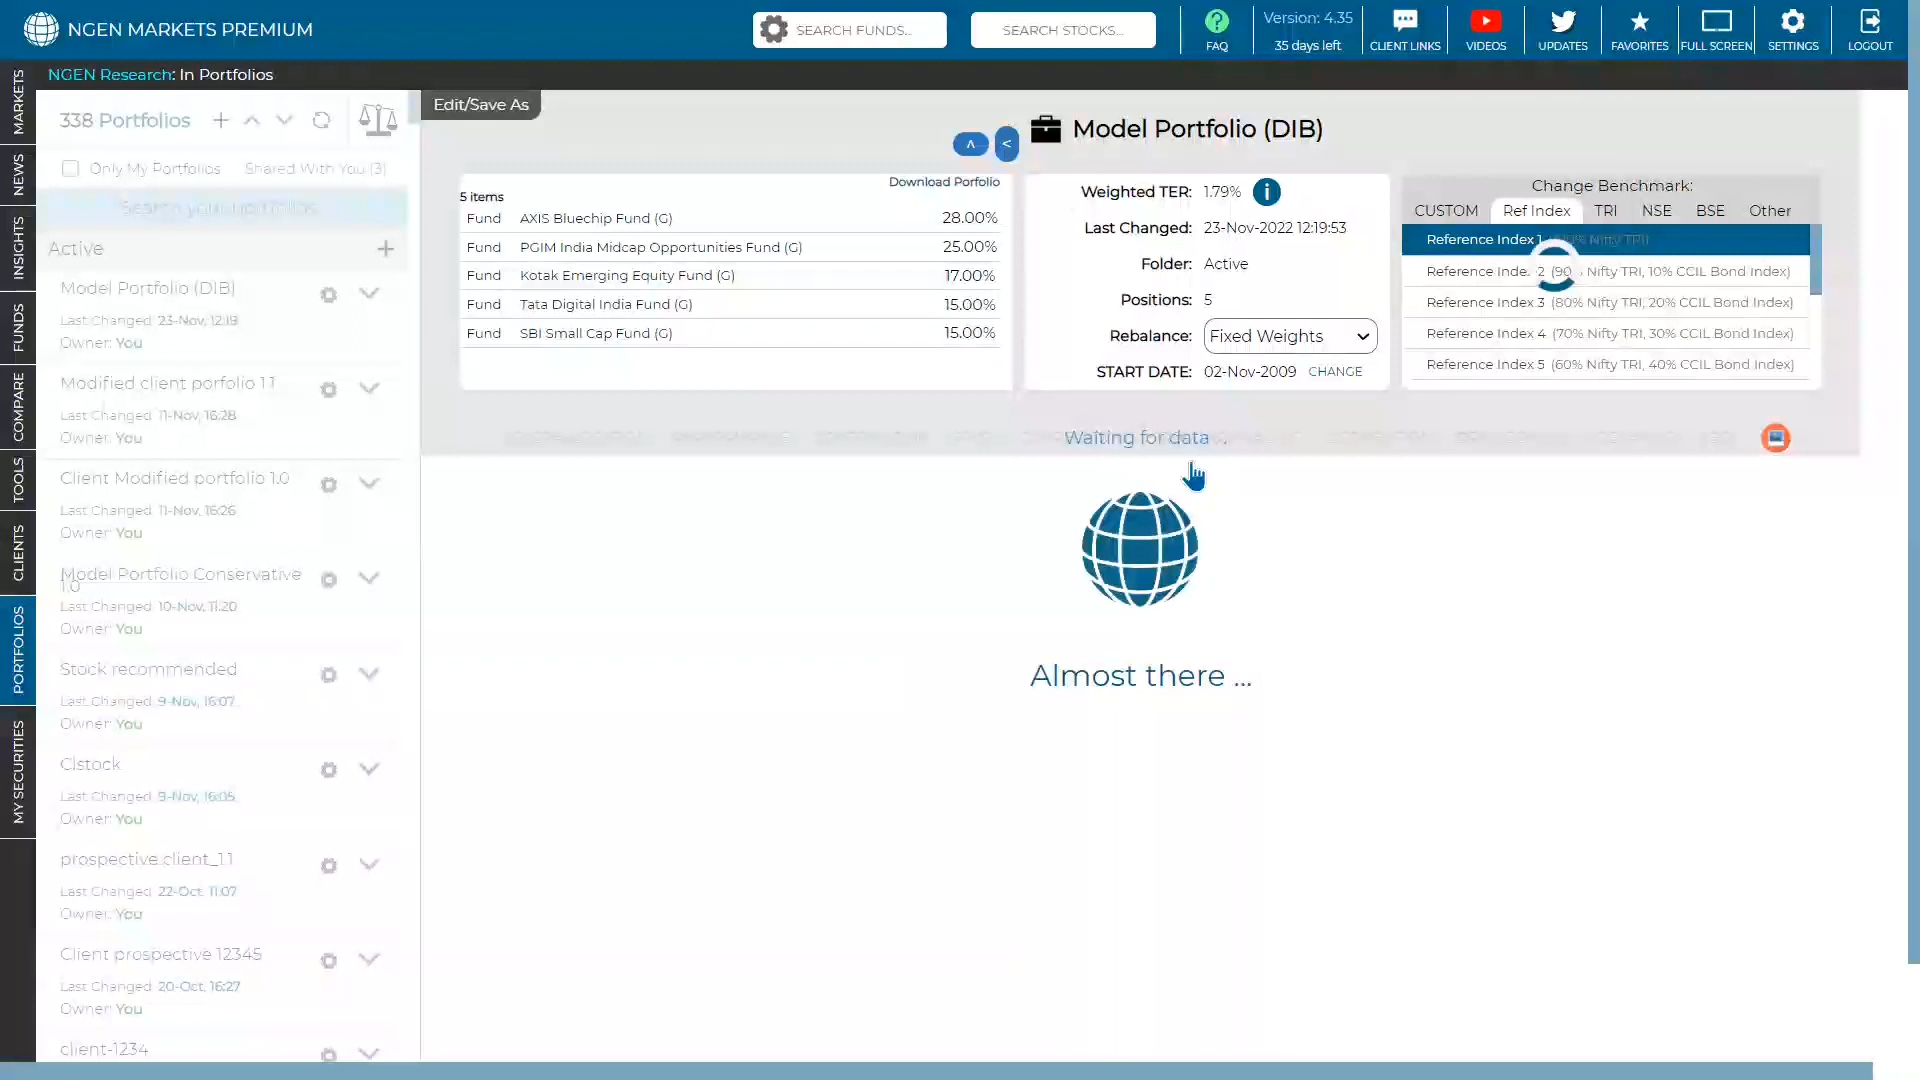 NGEN MARKETS PREMIUM
SEARCH FUNDS...
SEARCH STOCKS...
FAQ
Version: 4.35
35 days left
CLIENT LINKS
VIDEOS
UPDATES
FAVORITES
FULL SCREEN
SETTINGS
LOGOUT
NGEN Research: In Portfolios
MARKETS
NEWS
INSIGHTS
FUNDS
COMPARE
TOOLS
CLIENTS
PORTFOLIOS
MY SECURITIES
338 Portfolios
Only My Portfolios
Shared With You (3)
Search your portfolios
Active
Model Portfolio (DIB)
Last Changed: 23-Nov, 12:19
Owner: You
Modified client porfolio 1.1
Last Changed: 11-Nov, 16:28
Owner: You
Client Modified portfolio 1.0
Last Changed: 11-Nov, 16:26
Owner: You
Model Portfolio Conservative
1.0
Last Changed: 10-Nov, 11:20
Owner: You
Stock recommended
Last Changed: 9-Nov, 16:07
Owner: You
Clstock
Last Changed: 9-Nov, 16:05
Owner: You
prospective client_1.1
Last Changed: 22-Oct, 11:07
Owner: You
Client prospective 12345
Last Changed: 20-Oct, 16:27
Owner: You
client-1234
Edit/Save As
Model Portfolio (DIB)
Download Porfolio
5 items
Fund AXIS Bluechip Fund (G) 28.00%
Fund PGIM India Midcap Opportunities Fund (G) 25.00%
Fund Kotak Emerging Equity Fund (G) 17.00%
Fund Tata Digital India Fund (G) 15.00%
Fund SBI Small Cap Fund (G) 15.00%
Weighted TER: 1.79% i
Last Changed: 23-Nov-2022 12:19:53
Folder: Active
Positions: 5
Rebalance: Fixed Weights
START DATE: 02-Nov-2009 CHANGE
Change Benchmark:
CUSTOM Ref Index TRI NSE BSE Other
Reference Index 1 Nifty TRI)
Reference Index 2 (90% Nifty TRI, 10% CCIL Bond Index)
Reference Index 3 (80% Nifty TRI, 20% CCIL Bond Index)
Reference Index 4 (70% Nifty TRI, 30% CCIL Bond Index)
Reference Index 5 (60% Nifty TRI, 40% CCIL Bond Index)
Waiting for data ...
Almost there ...